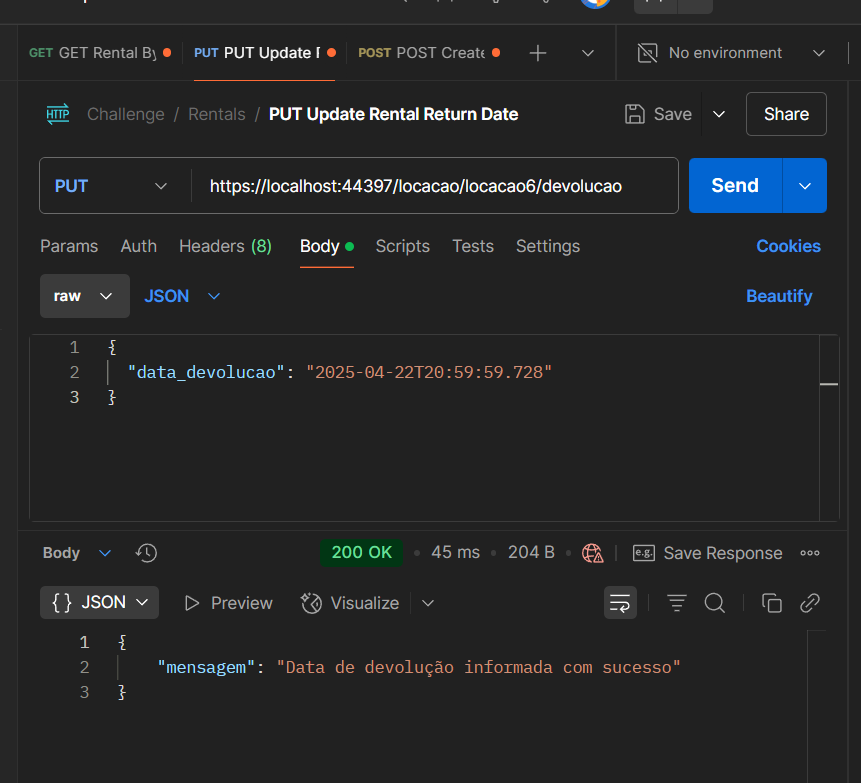 GET GET Rental By
PUT PUT Update
POST POST Create
No environment
HTTP Challenge / Rentals / PUT Update Rental Return Date
Save
Share
PUT
https://localhost:44397/locacao/locacao6/devolucao
Send
Params Auth Headers (8) Body Scripts Tests Settings Cookies
raw JSON Beautify
1 {
2 "data_devolucao": "2025-04-22T20:59:59.728"
3 }
Body 200 OK 45 ms 204 B e.g. Save Response
{} JSON Preview Visualize
1 {
2 "mensagem": "Data de devolução informada com sucesso"
3 }